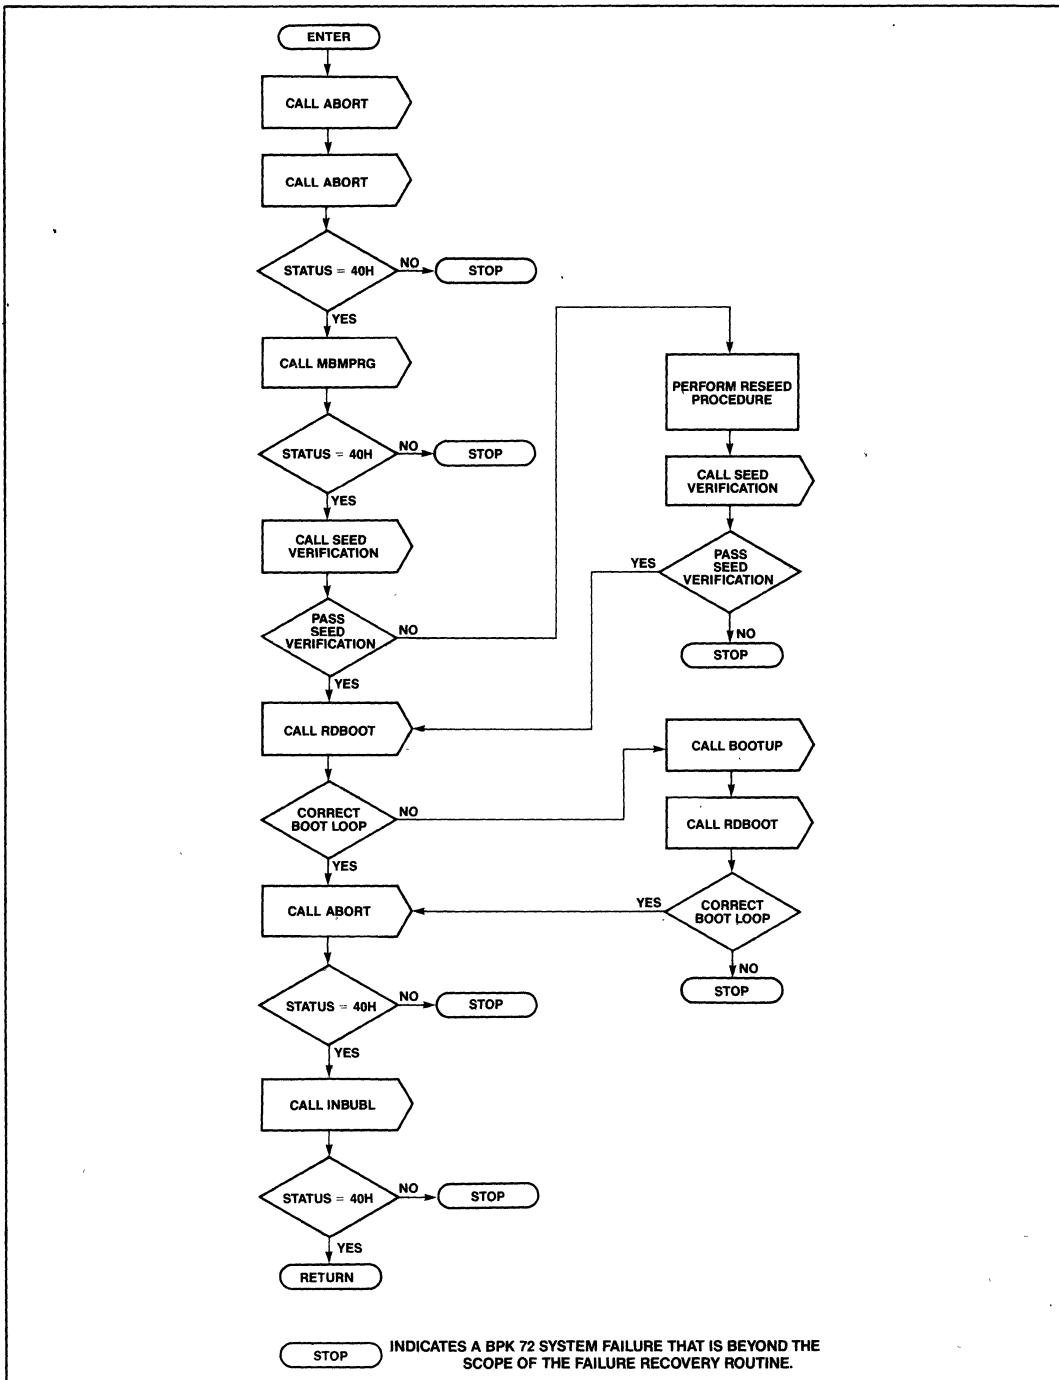 ENTER
CALL ABORT
CALL ABORT
STATUS = 40H
NO
STOP
YES
CALL MBMPRG
STATUS = 40H
NO
STOP
YES
CALL SEED
VERIFICATION
PASS
SEED
VERIFICATION
NO
YES
PERFORM RESEED
PROCEDURE
CALL SEED
VERIFICATION
PASS
SEED
VERIFICATION
YES
NO
STOP
CALL RDBOOT
CORRECT
BOOT LOOP
NO
YES
CALL BOOTUP
CALL RDBOOT
CORRECT
BOOT LOOP
YES
NO
STOP
CALL ABORT
STATUS = 40H
NO
STOP
YES
CALL INBUBL
STATUS = 40H
NO
STOP
YES
RETURN
STOP
INDICATES A BPK 72 SYSTEM FAILURE THAT IS BEYOND THE
SCOPE OF THE FAILURE RECOVERY ROUTINE.